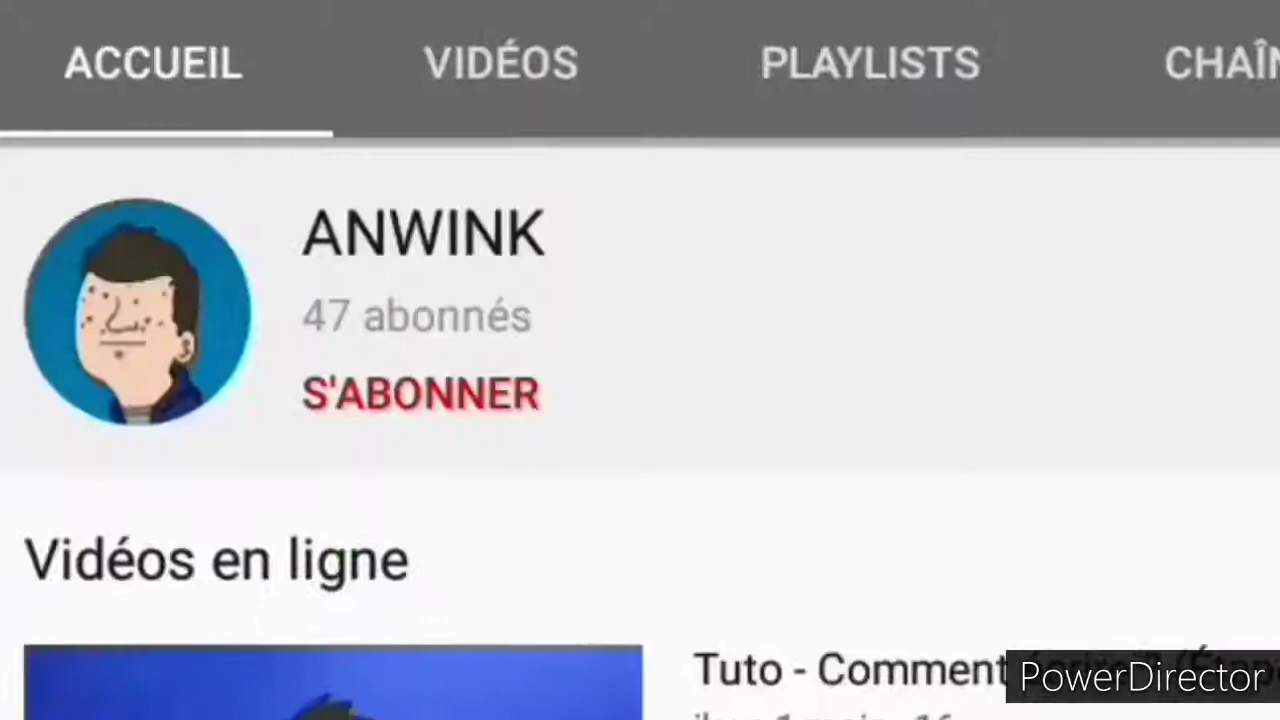 ACCUEIL VIDÉOS PLAYLISTS
ANWINK
47 abonnés
S'ABONNER
Vidéos en ligne
Tuto - Comment
PowerDirector